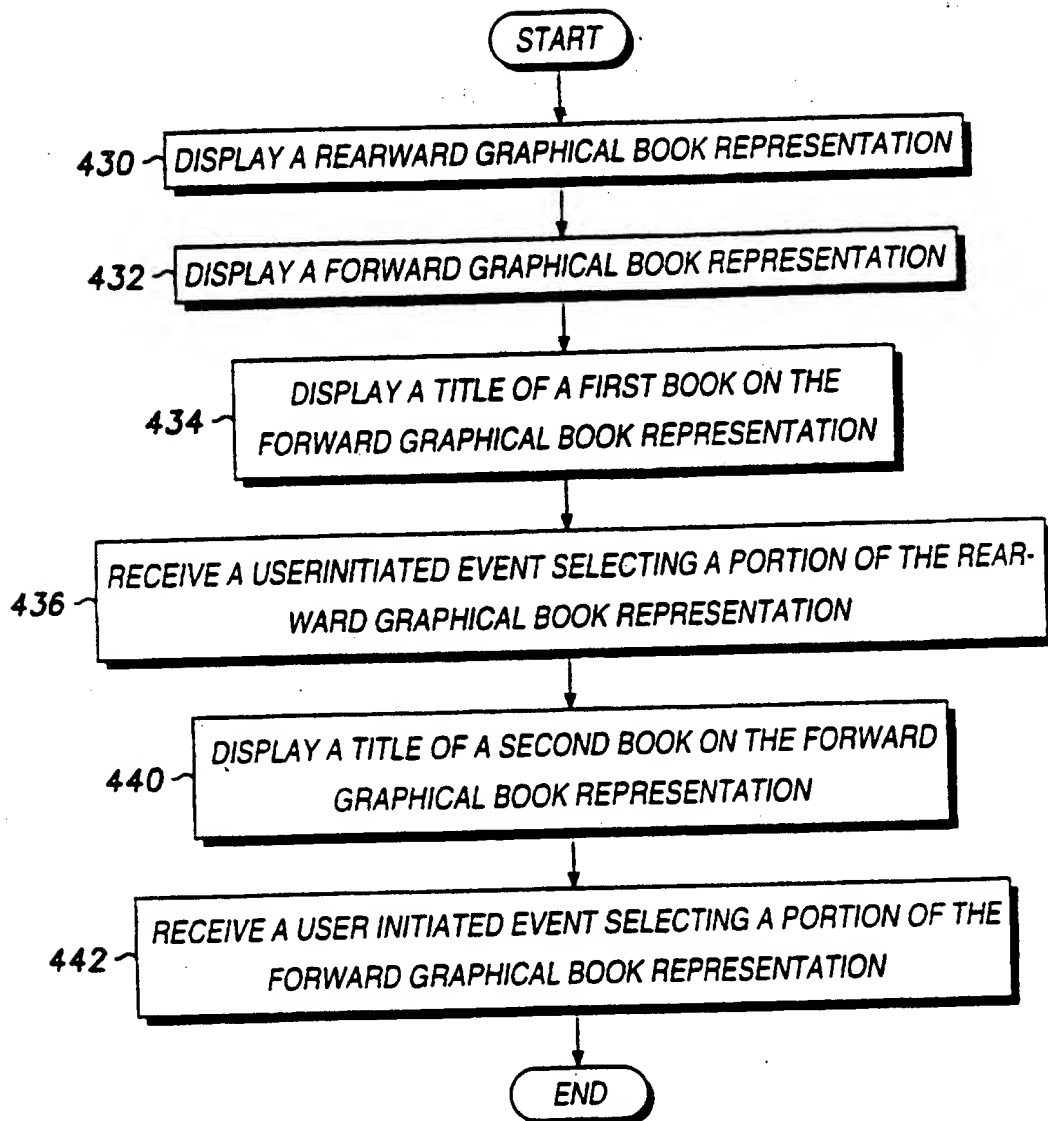 START
430 DISPLAY A REARWARD GRAPHICAL BOOK REPRESENTATION
432 DISPLAY A FORWARD GRAPHICAL BOOK REPRESENTATION
DISPLAY A TITLE OF A FIRST BOOK ON THE
434
FORWARD GRAPHICAL BOOK REPRESENTATION
RECEIVE A USERINITIATED EVENT SELECTING A PORTION OF THE REAR-
436
WARD GRAPHICAL BOOK REPRESENTATION
DISPLAY A TITLE OF A SECOND BOOK ON THE FORWARD
440
GRAPHICAL BOOK REPRESENTATION
RECEIVE A USER INITIATED EVENT SELECTING A PORTION OF THE
442
FORWARD GRAPHICAL BOOK REPRESENTATION
END